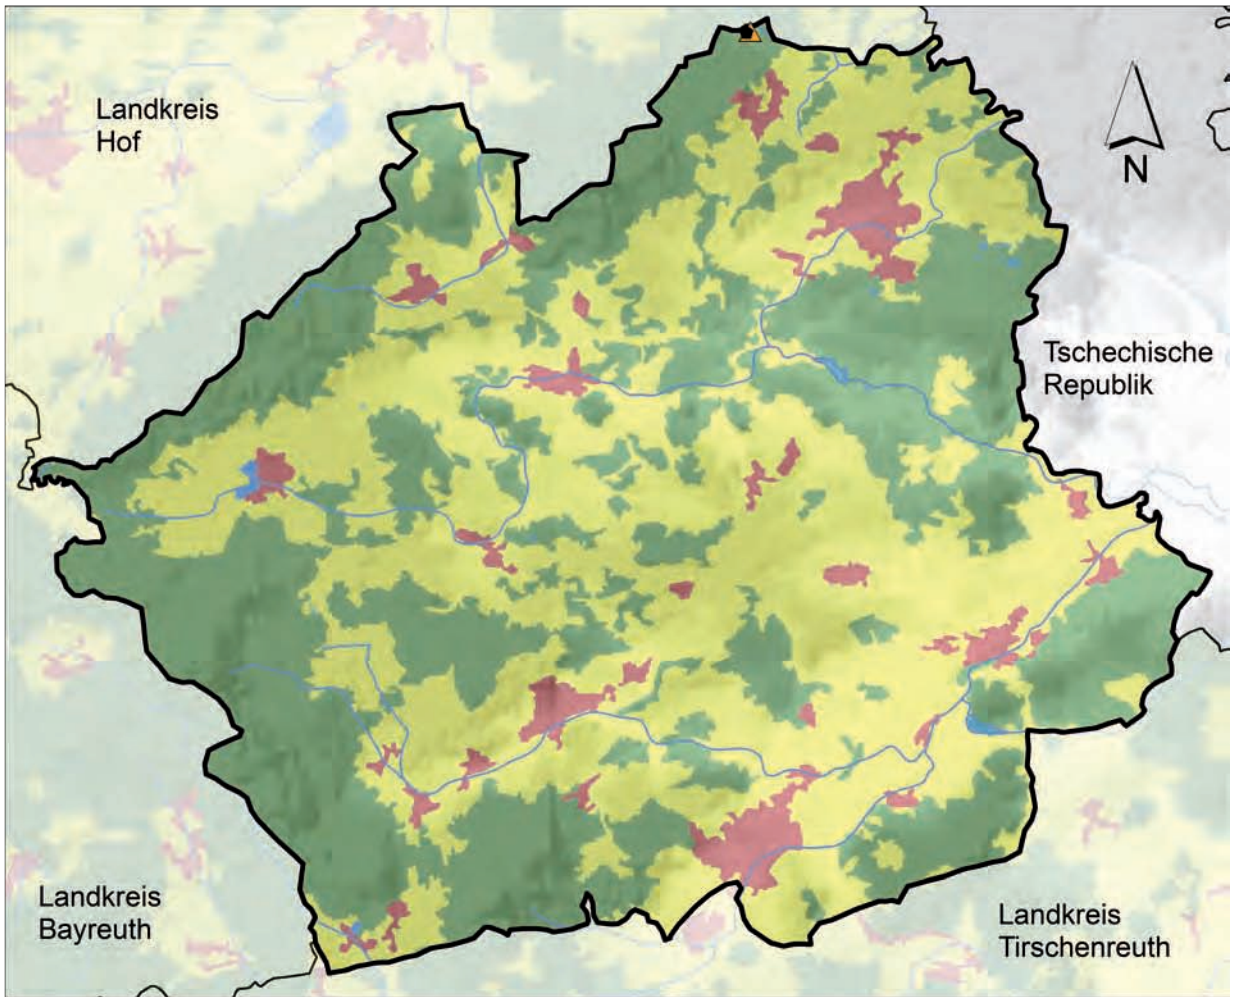 Landkreis
Hof
N
Tschechische
Republik
Landkreis
Bayreuth
Landkreis
Tirschenreuth